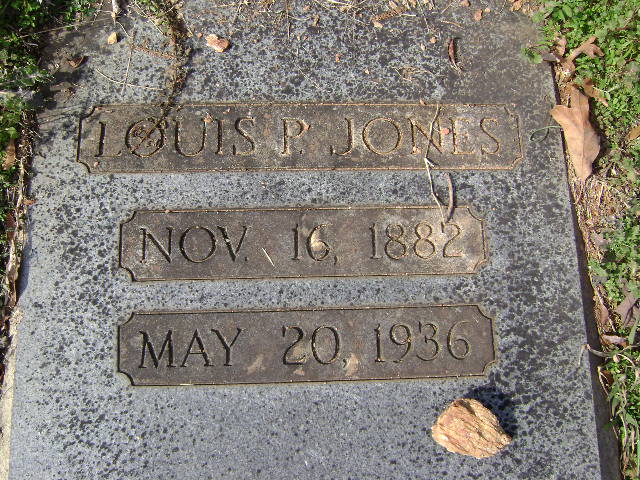 LOUIS P. JONES
NOV. 16, 1882
MAY 20, 1936